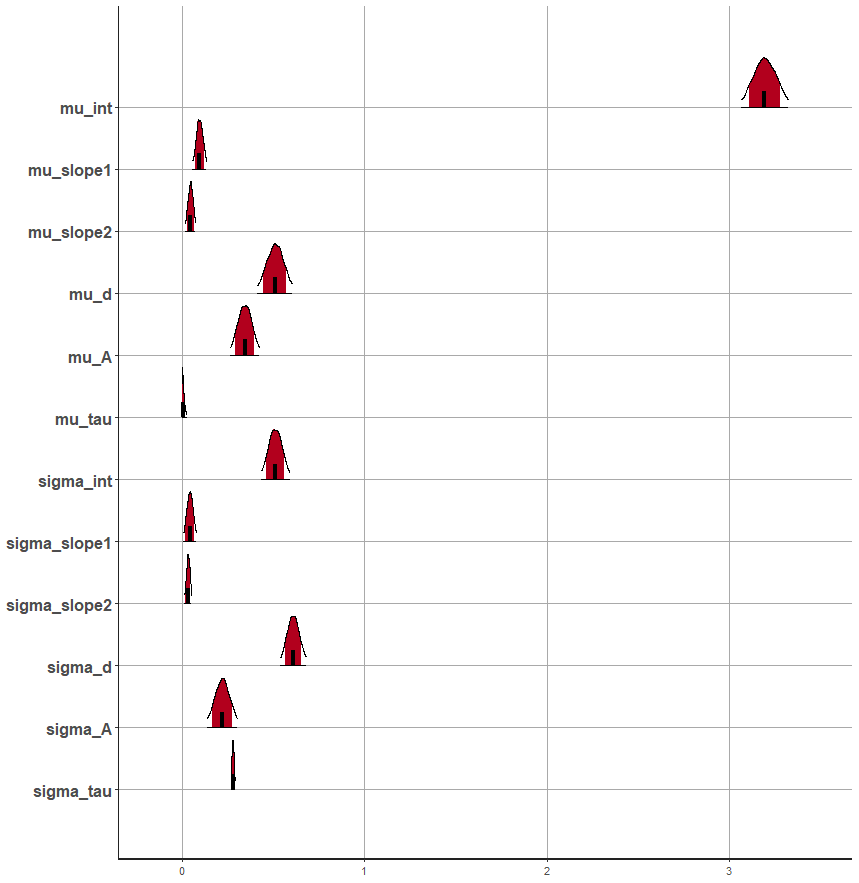 mu_int
mu_slope1
mu_slope2
mu_d
mu_A
mu_tau
sigma_int
sigma_slope1
sigma_slope2
sigma_d
sigma_A
sigma_tau
0 1 2 3